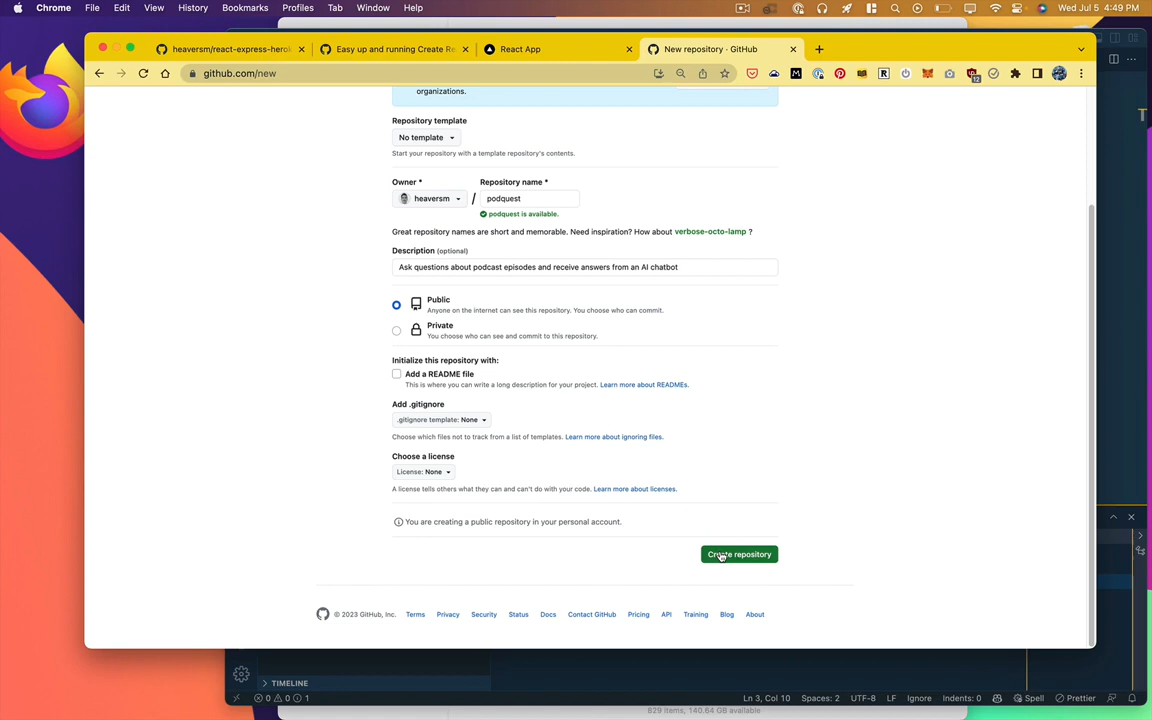 Chrome File Edit View History Bookmarks Profiles Tab Window Help Wed Jul 5 4:49 PM
heaversm/react-express-herok
Easy up and running Create Re
React App
New repository · GitHub
github.com/new
12
organizations.
Repository template
No template
Start your repository with a template repository's contents.
Owner * Repository name *
heaversm / podquest
podquest is available.
Great repository names are short and memorable. Need inspiration? How about verbose-octo-lamp ?
Description (optional)
Ask questions about podcast episodes and receive answers from an AI chatbot
Public
Anyone on the internet can see this repository. You choose who can commit.
Private
You choose who can see and commit to this repository.
Initialize this repository with:
Add a README file
This is where you can write a long description for your project. Learn more about READMEs.
Add .gitignore
.gitignore template: None
Choose which files not to track from a list of templates. Learn more about ignoring files.
Choose a license
License: None
A license tells others what they can and can't do with your code. Learn more about licenses.
You are creating a public repository in your personal account.
Create repository
© 2023 GitHub, Inc. Terms Privacy Security Status Docs Contact GitHub Pricing API Training Blog About
TIMELINE
0 0 1 Ln 3, Col 10 Spaces: 2 UTF-8 LF Ignore Indents: 0 Spell Prettier
829 items, 140.64 GB available